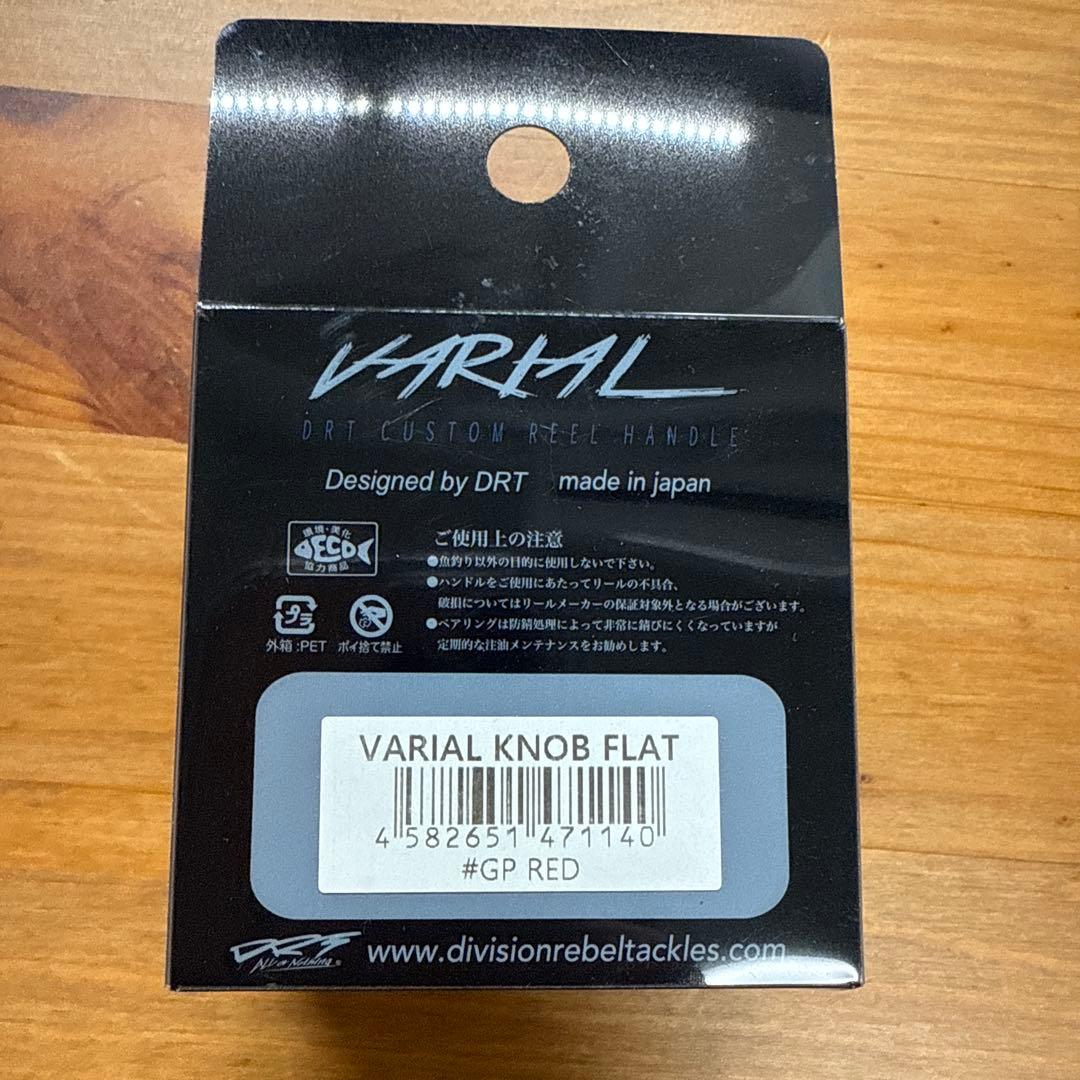 VARIAL
DRT CUSTOM REEL HANDLE
Designed by DRT made in japan
環境・美化
ECO
協力商品
プラ
外箱:PET ポイ捨て禁止
ご使用上の注意
●魚釣り以外の目的に使用しないで下さい。
●ハンドルをご使用にあたってリールの不具合、
破損についてはリールメーカーの保証対象外となる場合がございます。
●ベアリングは防錆処理によって非常に錆びにくくなっていますが
定期的な注油メンテナンスをお勧めします。
VARIAL KNOB FLAT
4 582651 471140
#GP RED
DRT
All or Nothing
www.divisionrebeltackles.com